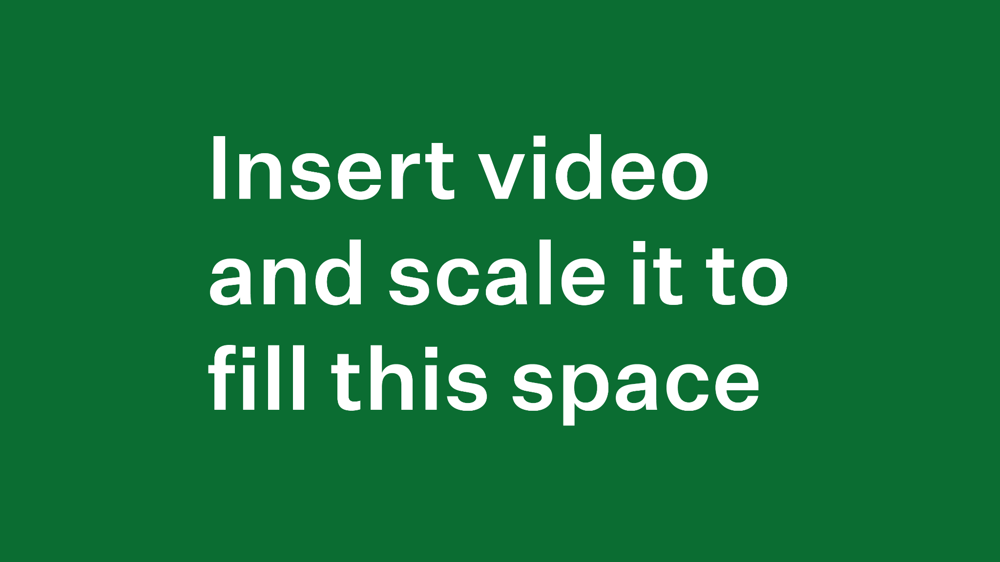 Insert video
and scale it to
fill this space